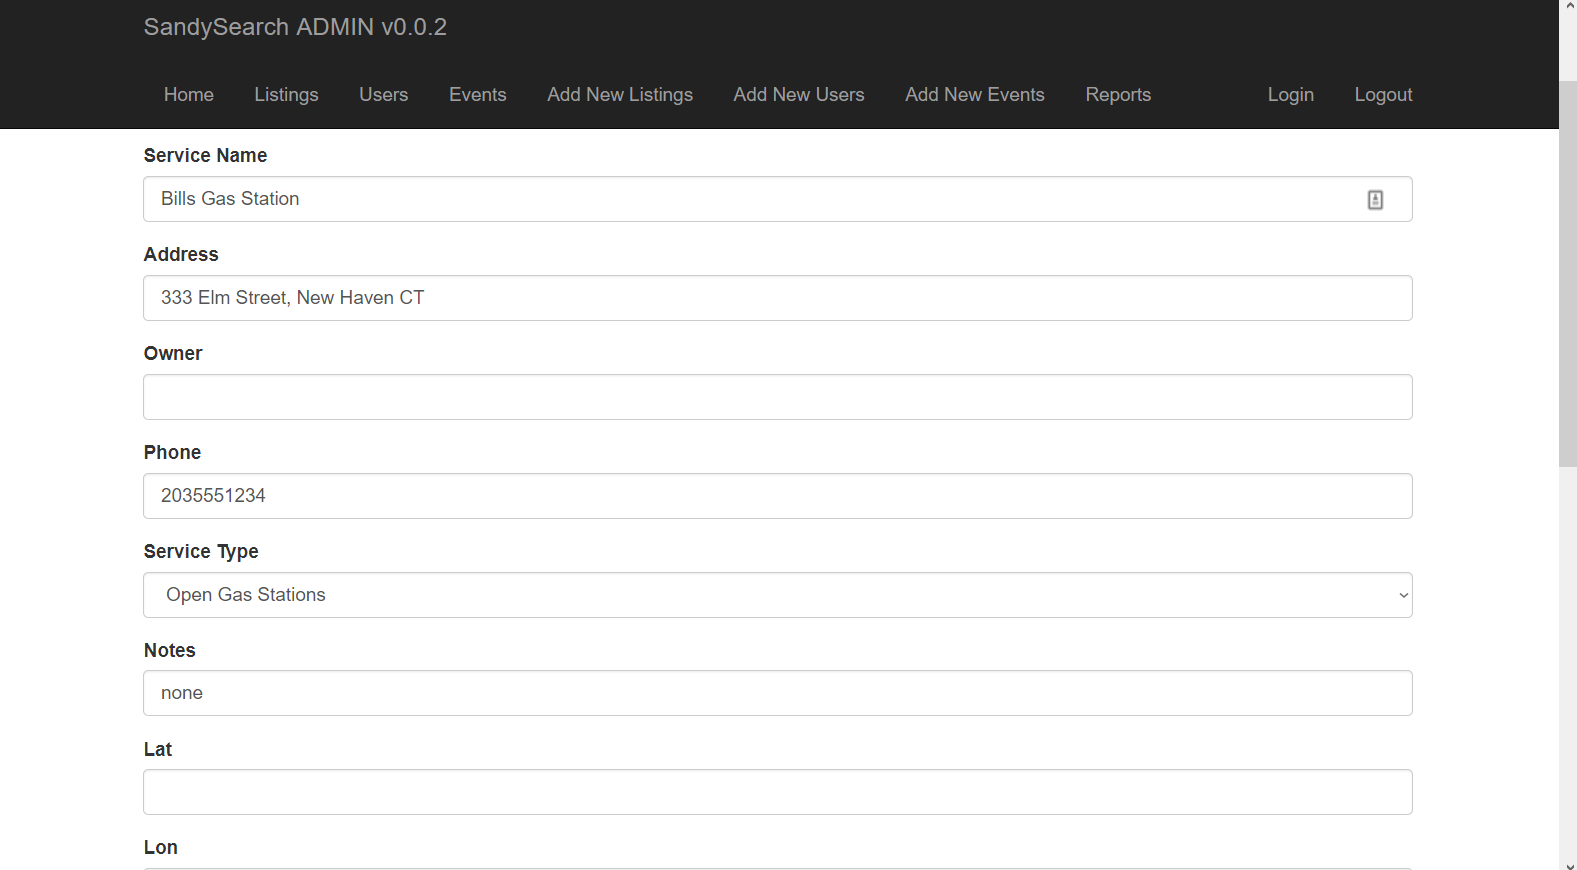 SandySearch ADMIN v0.0.2
Home Listings Users Events Add New Listings Add New Users Add New Events Reports Login Logout
Service Name
Bills Gas Station
Address
333 Elm Street, New Haven CT
Owner
Phone
2035551234
Service Type
Open Gas Stations
Notes
none
Lat
Lon